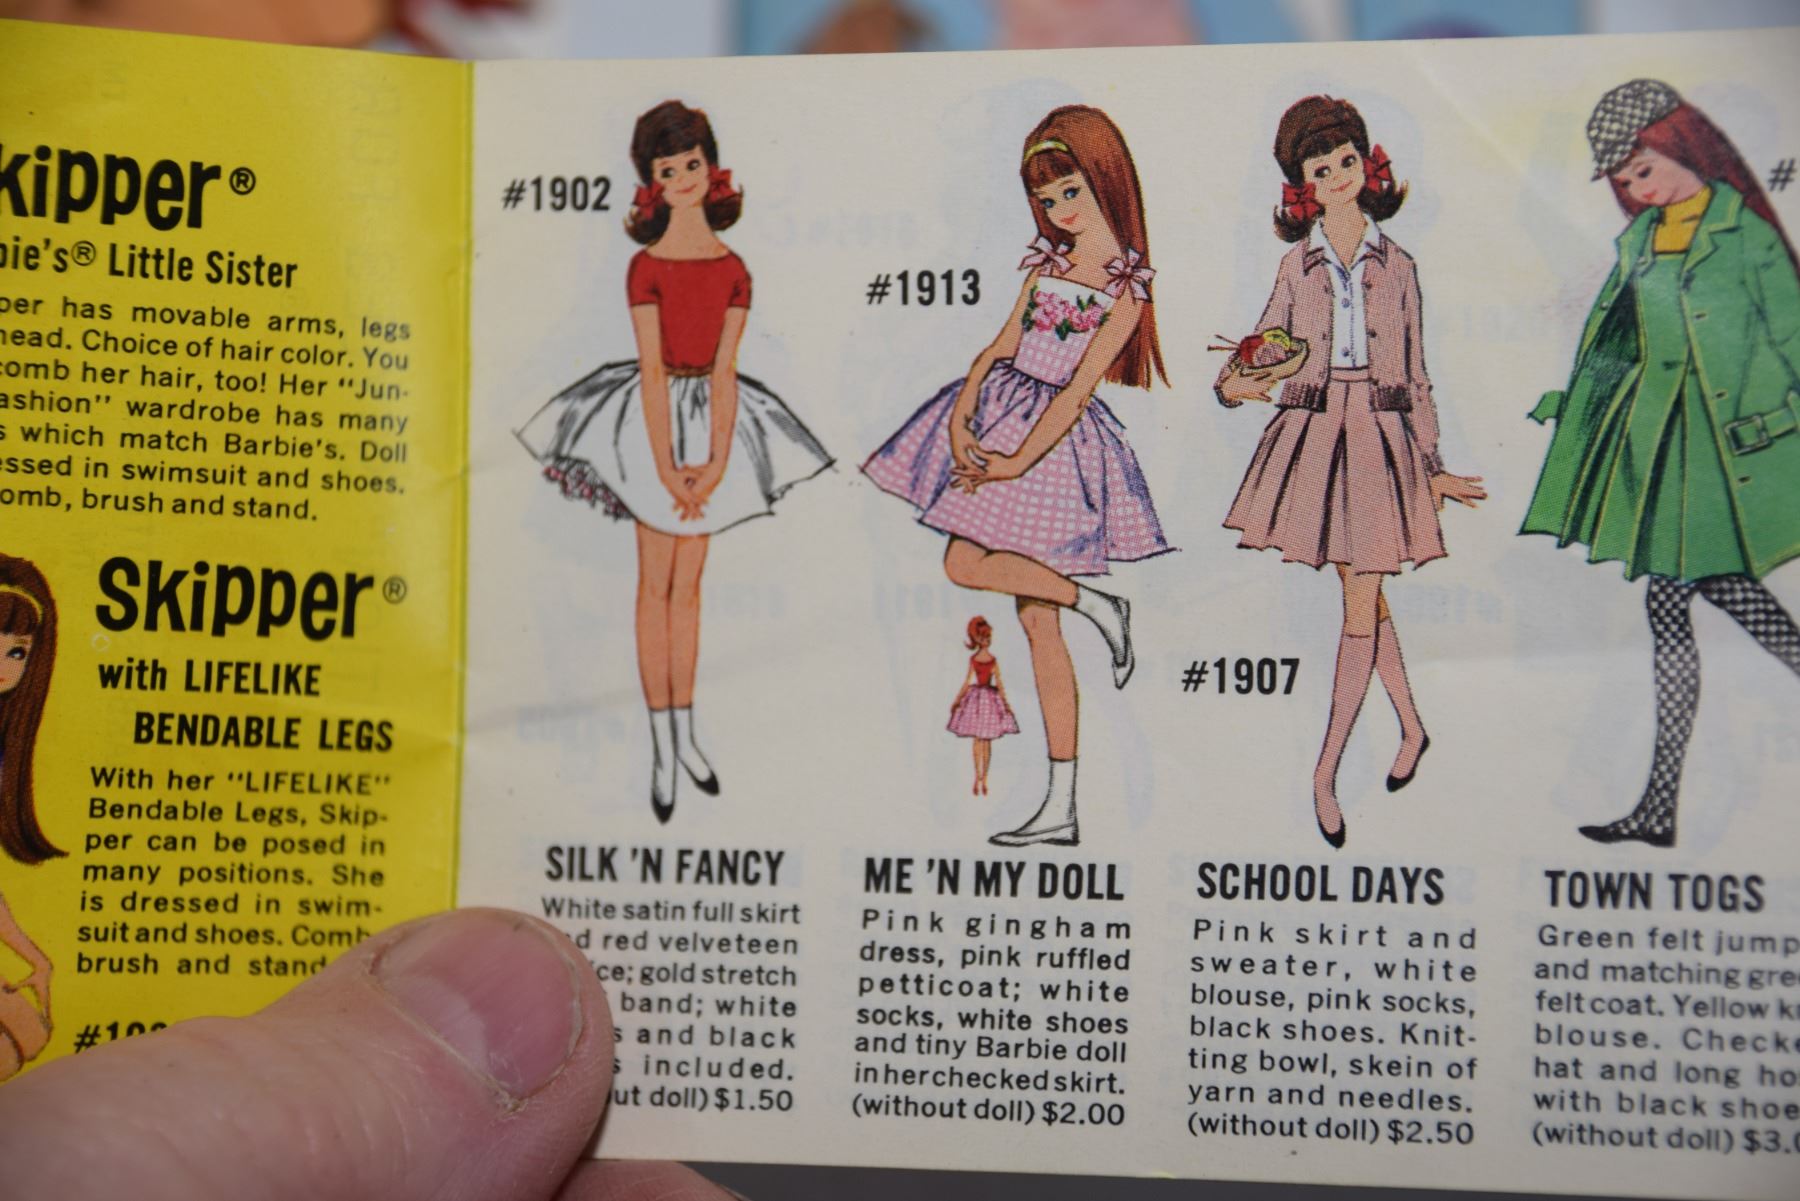 kipper®
bie's® Little Sister
per has movable arms, legs
head. Choice of hair color. You
comb her hair, too! Her "Jun-
ashion" wardrobe has many
s which match Barbie's. Doll
essed in swimsuit and shoes.
omb, brush and stand.
Skipper®
with LIFELIKE
BENDABLE LEGS
With her "LIFELIKE"
Bendable Legs, Skip-
per can be posed in
many positions. She
is dressed in swim-
suit and shoes. Comb,
brush and stand
#1902
#1913
#1907
#
SILK 'N FANCY
White satin full skirt
d red velveteen
ce; gold stretch
band; white
s and black
s included.
out doll) $1.50
ME 'N MY DOLL
Pink gingham
dress, pink ruffled
petticoat; white
socks, white shoes
and tiny Barbie doll
in her checked skirt.
(without doll) $2.00
SCHOOL DAYS
Pink skirt and
sweater, white
blouse, pink socks,
black shoes. Knit-
ting bowl, skein of
yarn and needles.
(without doll) $2.50
TOWN TOGS
Green felt jump
and matching gre
felt coat. Yellow k
blouse. Checke
hat and long ho
with black shoe
(without doll) $3.